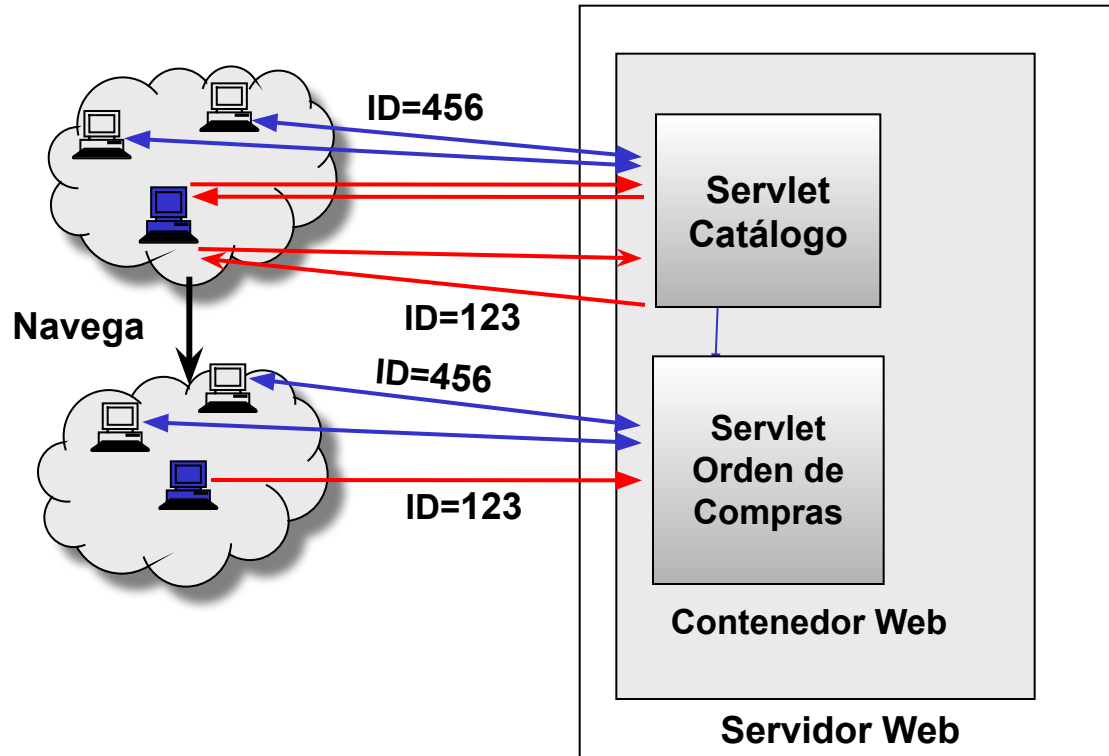 ID=456
Servlet
Catálogo
ID=123
Navega
ID=456
Servlet
Orden de
Compras
ID=123
Contenedor Web
Servidor Web